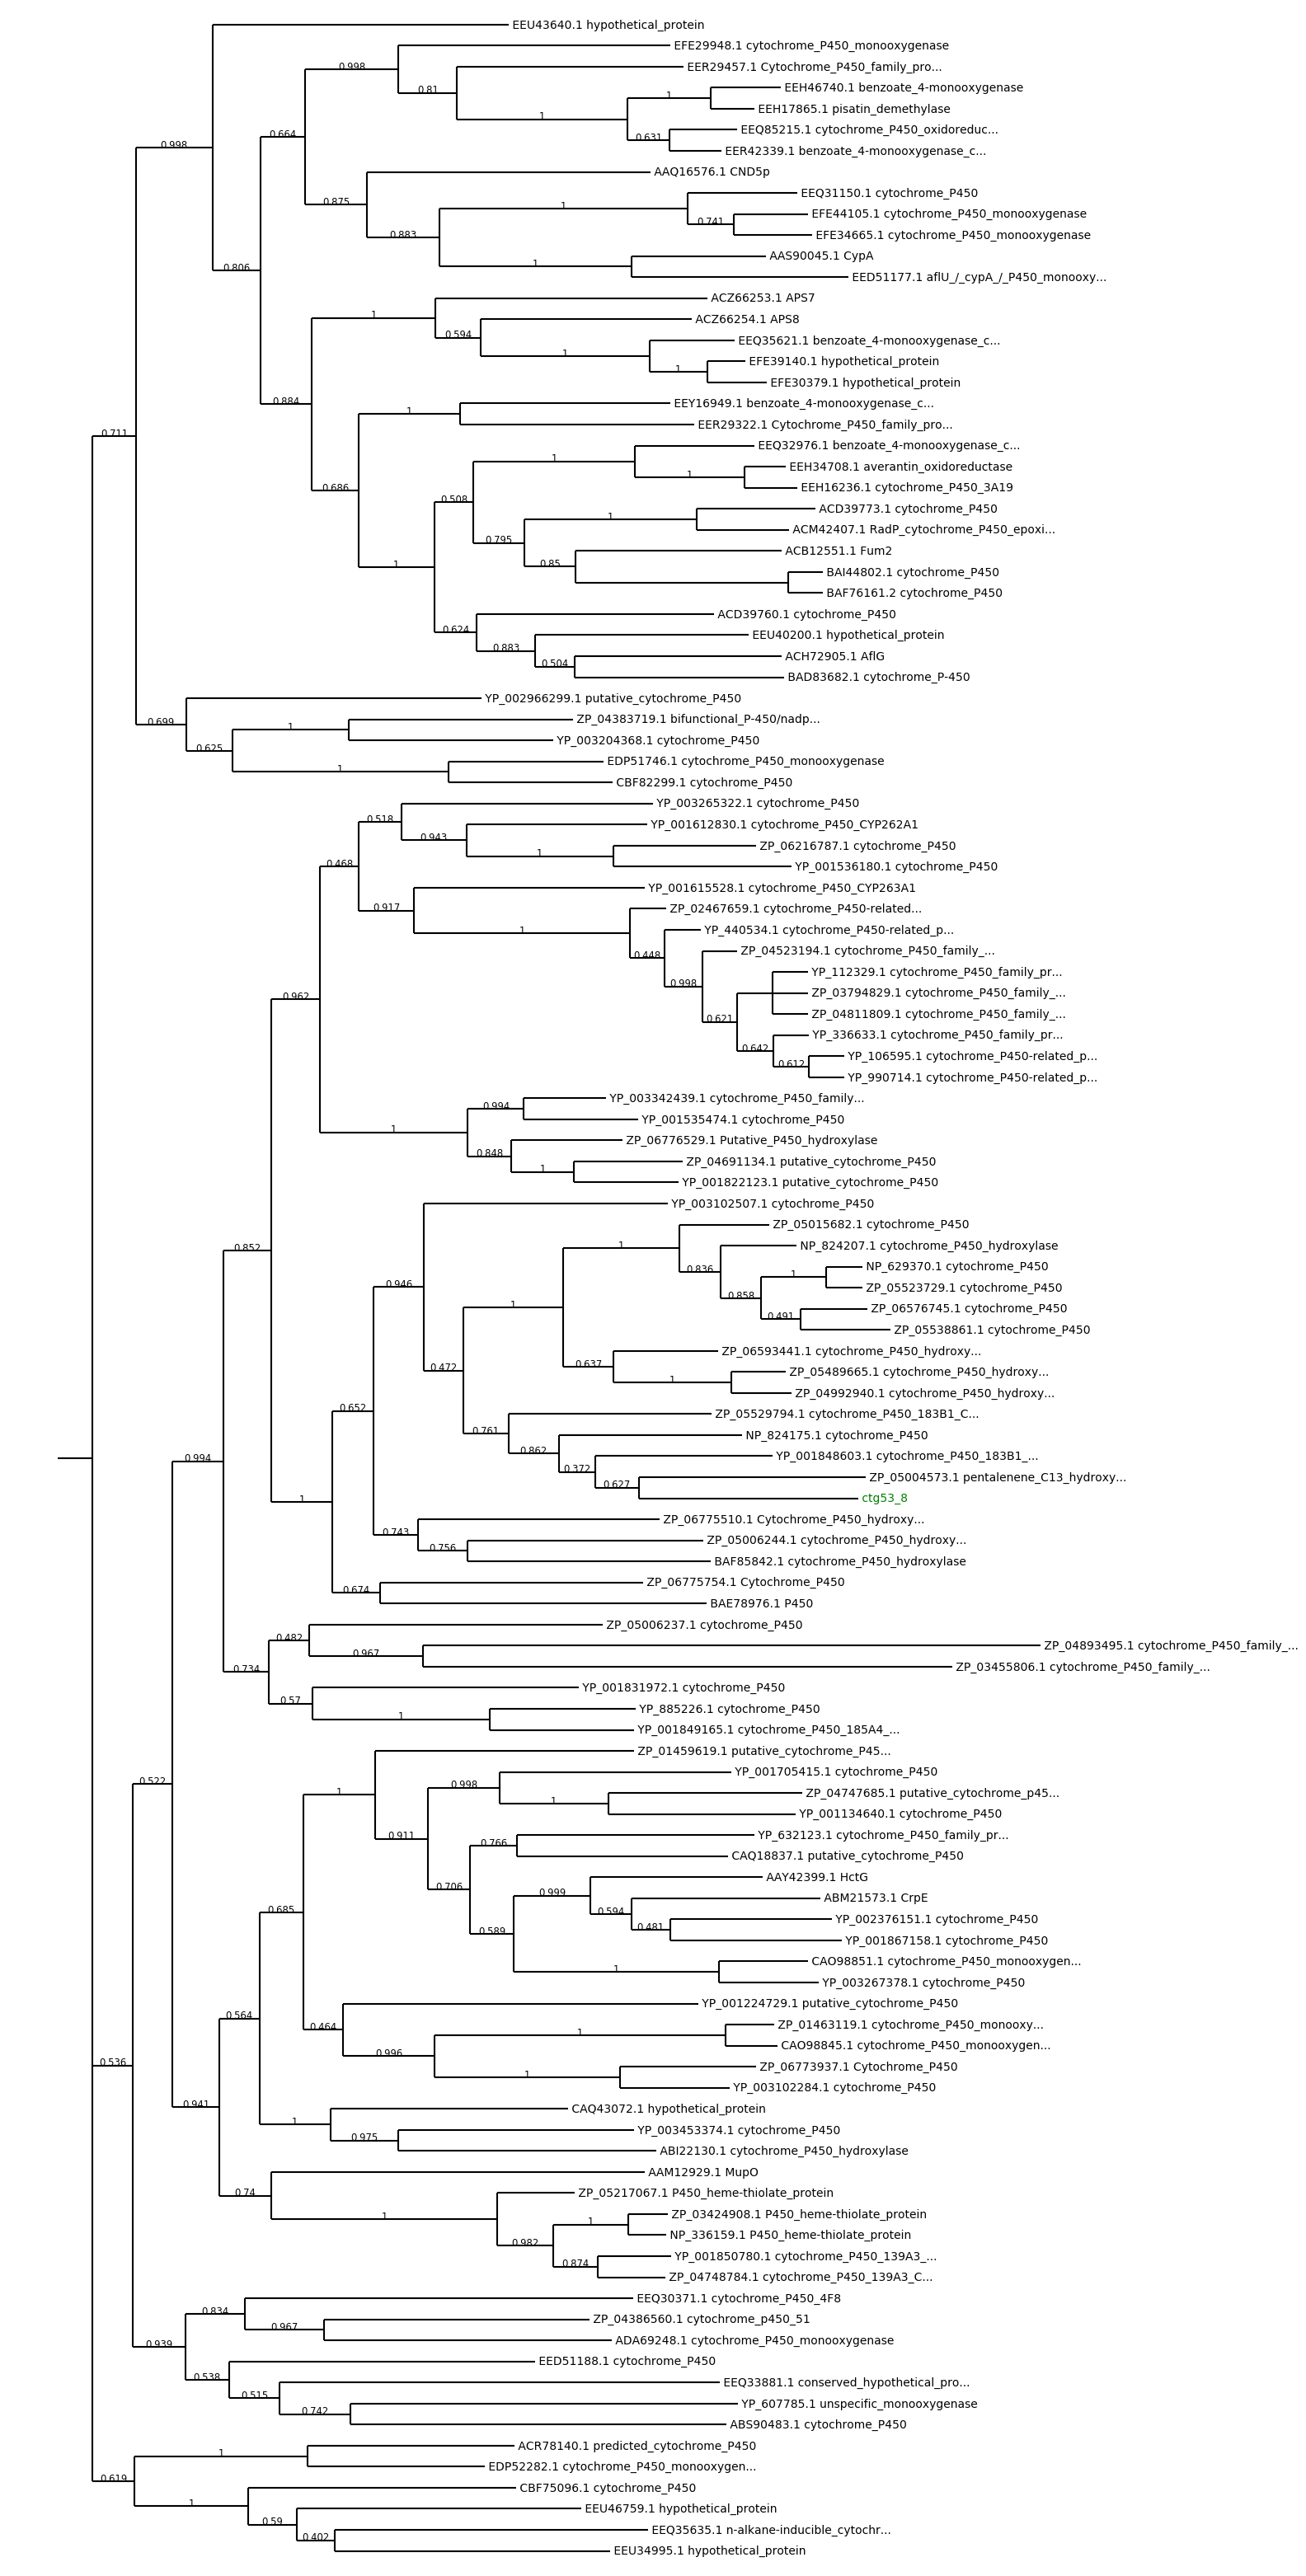 EEU43640.1 hypothetical_protein
EFE29948.1 cytochrome_P450_monooxygenase
0.998
EER29457.1 Cytochrome_P450_family_pro...
0.81
EEH46740.1 benzoate_4-monooxygenase
1
EEH17865.1 pisatin_demethylase
1
EEQ85215.1 cytochrome_P450_oxidoreduc...
0.664
0.631
0.998
EER42339.1 benzoate_4-monooxygenase_c...
AAQ16576.1 CND5p
EEQ31150.1 cytochrome_P450
0.875
1
EFE44105.1 cytochrome_P450_monooxygenase
0.741
0.883
EFE34665.1 cytochrome_P450_monooxygenase
AAS90045.1 CypA
1
0.806
EED51177.1 aflU_/_cypA_/_P450_monooxy...
ACZ66253.1 APS7
1
ACZ66254.1 APS8
0.594
EEQ35621.1 benzoate_4-monooxygenase_c...
1
EFE39140.1 hypothetical_protein
1
EFE30379.1 hypothetical_protein
0.884
EEY16949.1 benzoate_4-monooxygenase_c...
1
EER29322.1 Cytochrome_P450_family_pro...
0.711
EEQ32976.1 benzoate_4-monooxygenase_c...
1
EEH34708.1 averantin_oxidoreductase
1
0.686
EEH16236.1 cytochrome_P450_3A19
0.508
ACD39773.1 cytochrome_P450
1
ACM42407.1 RadP_cytochrome_P450_epoxi...
0.795
ACB12551.1 Fum2
0.85
1
BAI44802.1 cytochrome_P450
BAF76161.2 cytochrome_P450
ACD39760.1 cytochrome_P450
0.624
EEU40200.1 hypothetical_protein
0.883
ACH72905.1 AflG
0.504
BAD83682.1 cytochrome_P-450
YP_002966299.1 putative_cytochrome_P450
0.699
ZP_04383719.1 bifunctional_P-450/nadp...
1
YP_003204368.1 cytochrome_P450
0.625
EDP51746.1 cytochrome_P450_monooxygenase
1
CBF82299.1 cytochrome_P450
YP_003265322.1 cytochrome_P450
0.518
YP_001612830.1 cytochrome_P450_CYP262A1
0.943
ZP_06216787.1 cytochrome_P450
1
0.468
YP_001536180.1 cytochrome_P450
YP_001615528.1 cytochrome_P450_CYP263A1
0.917
ZP_02467659.1 cytochrome_P450-related...
1
YP_440534.1 cytochrome_P450-related_p...
0.448
ZP_04523194.1 cytochrome_P450_family_...
0.998
YP_112329.1 cytochrome_P450_family_pr...
0.962
ZP_03794829.1 cytochrome_P450_family_...
0.621
ZP_04811809.1 cytochrome_P450_family_...
YP_336633.1 cytochrome_P450_family_pr...
0.642
YP_106595.1 cytochrome_P450-related_p...
0.612
YP_990714.1 cytochrome_P450-related_p...
YP_003342439.1 cytochrome_P450_family...
0.994
YP_001535474.1 cytochrome_P450
1
ZP_06776529.1 Putative_P450_hydroxylase
0.848
ZP_04691134.1 putative_cytochrome_P450
1
YP_001822123.1 putative_cytochrome_P450
YP_003102507.1 cytochrome_P450
ZP_05015682.1 cytochrome_P450
0.852
1
NP_824207.1 cytochrome_P450_hydroxylase
0.836
NP_629370.1 cytochrome_P450
1
0.946
ZP_05523729.1 cytochrome_P450
0.858
1
ZP_06576745.1 cytochrome_P450
0.491
ZP_05538861.1 cytochrome_P450
ZP_06593441.1 cytochrome_P450_hydroxy...
0.472
0.637
ZP_05489665.1 cytochrome_P450_hydroxy...
1
ZP_04992940.1 cytochrome_P450_hydroxy...
0.652
ZP_05529794.1 cytochrome_P450_183B1_C...
0.761
NP_824175.1 cytochrome_P450
0.862
YP_001848603.1 cytochrome_P450_183B1_...
0.994
0.372
ZP_05004573.1 pentalenene_C13_hydroxy...
0.627
ctg53_8
1
ZP_06775510.1 Cytochrome_P450_hydroxy...
0.743
ZP_05006244.1 cytochrome_P450_hydroxy...
0.756
BAF85842.1 cytochrome_P450_hydroxylase
ZP_06775754.1 Cytochrome_P450
0.674
BAE78976.1 P450
ZP_05006237.1 cytochrome_P450
0.482
ZP_04893495.1 cytochrome_P450_family_...
0.967
ZP_03455806.1 cytochrome_P450_family_...
0.734
YP_001831972.1 cytochrome_P450
0.57
YP_885226.1 cytochrome_P450
1
YP_001849165.1 cytochrome_P450_185A4_...
ZP_01459619.1 putative_cytochrome_P45...
YP_001705415.1 cytochrome_P450
0.522
0.998
1
ZP_04747685.1 putative_cytochrome_p45...
1
YP_001134640.1 cytochrome_P450
0.911
YP_632123.1 cytochrome_P450_family_pr...
0.766
CAQ18837.1 putative_cytochrome_P450
AAY42399.1 HctG
0.706
0.999
ABM21573.1 CrpE
0.685
0.594
YP_002376151.1 cytochrome_P450
0.481
0.589
YP_001867158.1 cytochrome_P450
CAO98851.1 cytochrome_P450_monooxygen...
1
YP_003267378.1 cytochrome_P450
YP_001224729.1 putative_cytochrome_P450
0.564
0.464
ZP_01463119.1 cytochrome_P450_monooxy...
1
CAO98845.1 cytochrome_P450_monooxygen...
0.996
0.536
ZP_06773937.1 Cytochrome_P450
1
YP_003102284.1 cytochrome_P450
0.941
CAQ43072.1 hypothetical_protein
1
YP_003453374.1 cytochrome_P450
0.975
ABI22130.1 cytochrome_P450_hydroxylase
AAM12929.1 MupO
0.74
ZP_05217067.1 P450_heme-thiolate_protein
1
ZP_03424908.1 P450_heme-thiolate_protein
1
NP_336159.1 P450_heme-thiolate_protein
0.982
YP_001850780.1 cytochrome_P450_139A3_...
0.874
ZP_04748784.1 cytochrome_P450_139A3_C...
EEQ30371.1 cytochrome_P450_4F8
0.834
ZP_04386560.1 cytochrome_p450_51
0.967
ADA69248.1 cytochrome_P450_monooxygenase
0.939
EED51188.1 cytochrome_P450
0.538
EEQ33881.1 conserved_hypothetical_pro...
0.515
YP_607785.1 unspecific_monooxygenase
0.742
ABS90483.1 cytochrome_P450
ACR78140.1 predicted_cytochrome_P450
1
EDP52282.1 cytochrome_P450_monooxygen...
0.619
CBF75096.1 cytochrome_P450
1
EEU46759.1 hypothetical_protein
0.59
EEQ35635.1 n-alkane-inducible_cytochr...
0.402
EEU34995.1 hypothetical_protein